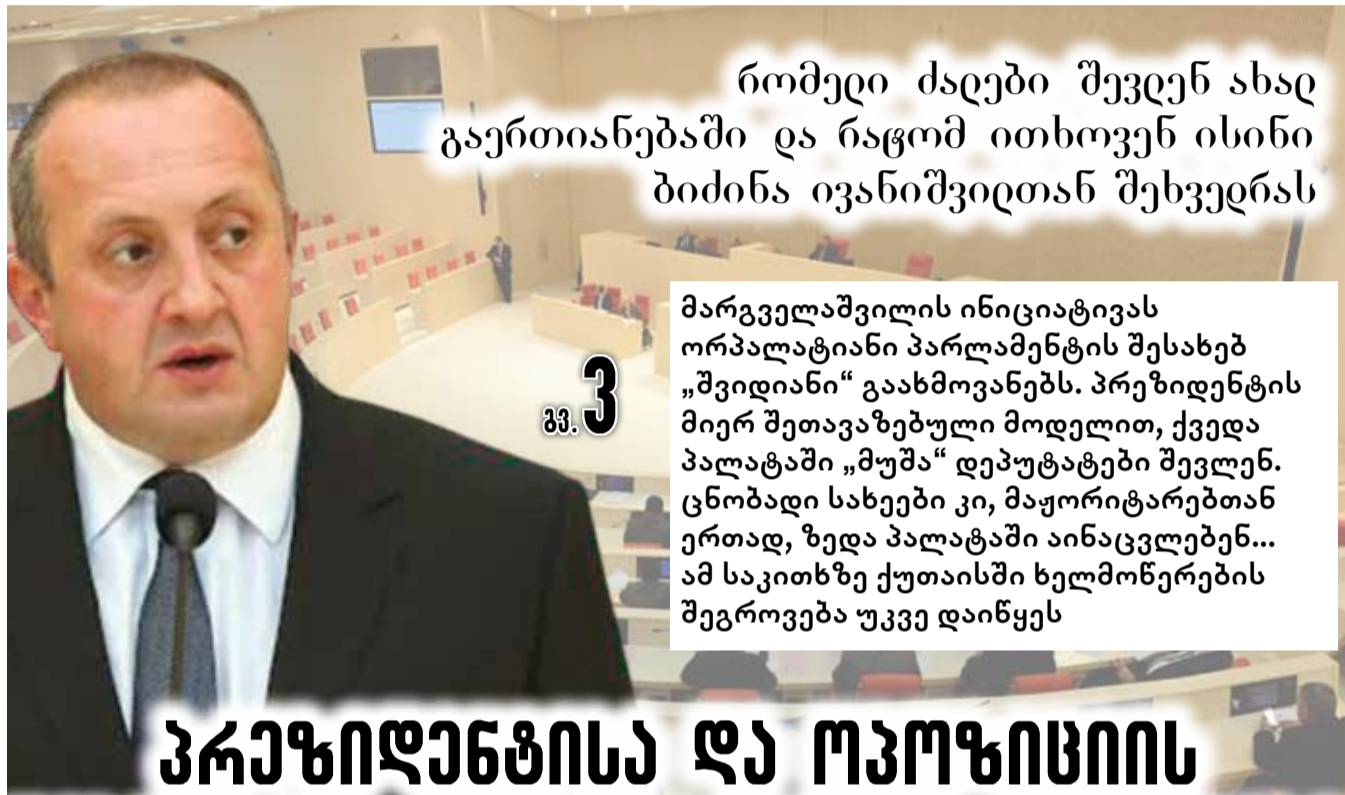 რომელი ძალები შევლენ ახალ
გაერთიანებაში და რატომ ითხოვენ ისინი
ბიძინა ივანიშვილთან შეხვედრას
მარგველაშვილის ინიციატივას
ორპალატიანი პარლამენტის შესახებ
„შვიდიანი“ გაახმოვანებს. პრეზიდენტის
მიერ შეთავაზებული მოდელით, ქვედა
პალატაში „მუშა“ დეპუტატები შევლენ.
ცნობადი სახეები კი, მაჟორიტარებთან
ერთად, ზედა პალატაში აინაცვლებენ...
ამ საკითხზე ქუთაისში ხელმოწერების
შეგროვება უკვე დაიწყეს
გვ. 3
პრეზიდენტისა და ოპოზიციის